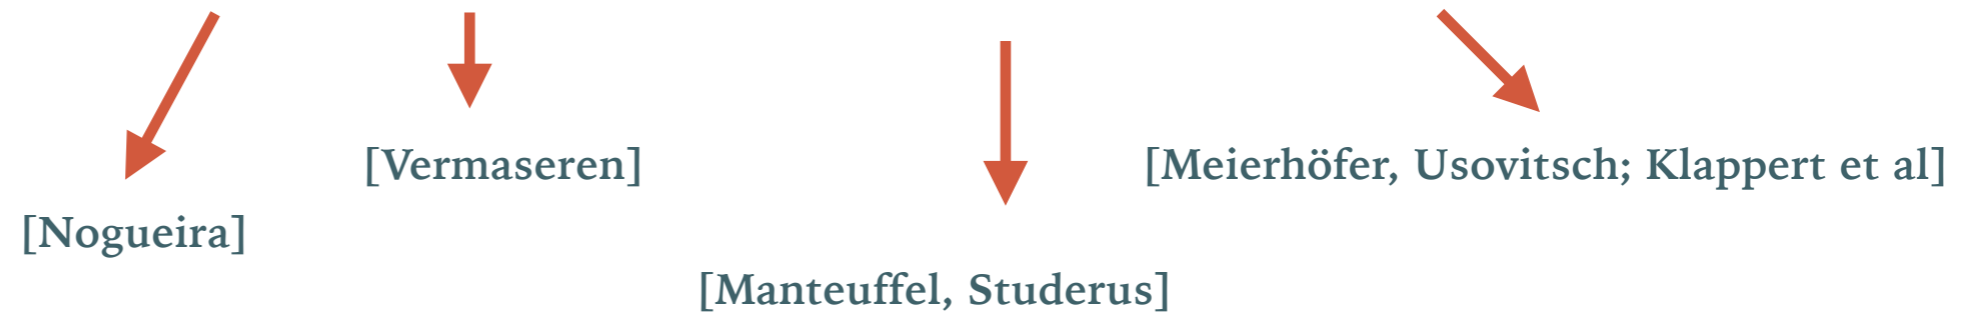 [Vermaseren]
[Meierhöfer, Usovitsch; Klappert et al]
[Nogueira]
[Manteuffel, Studerus]